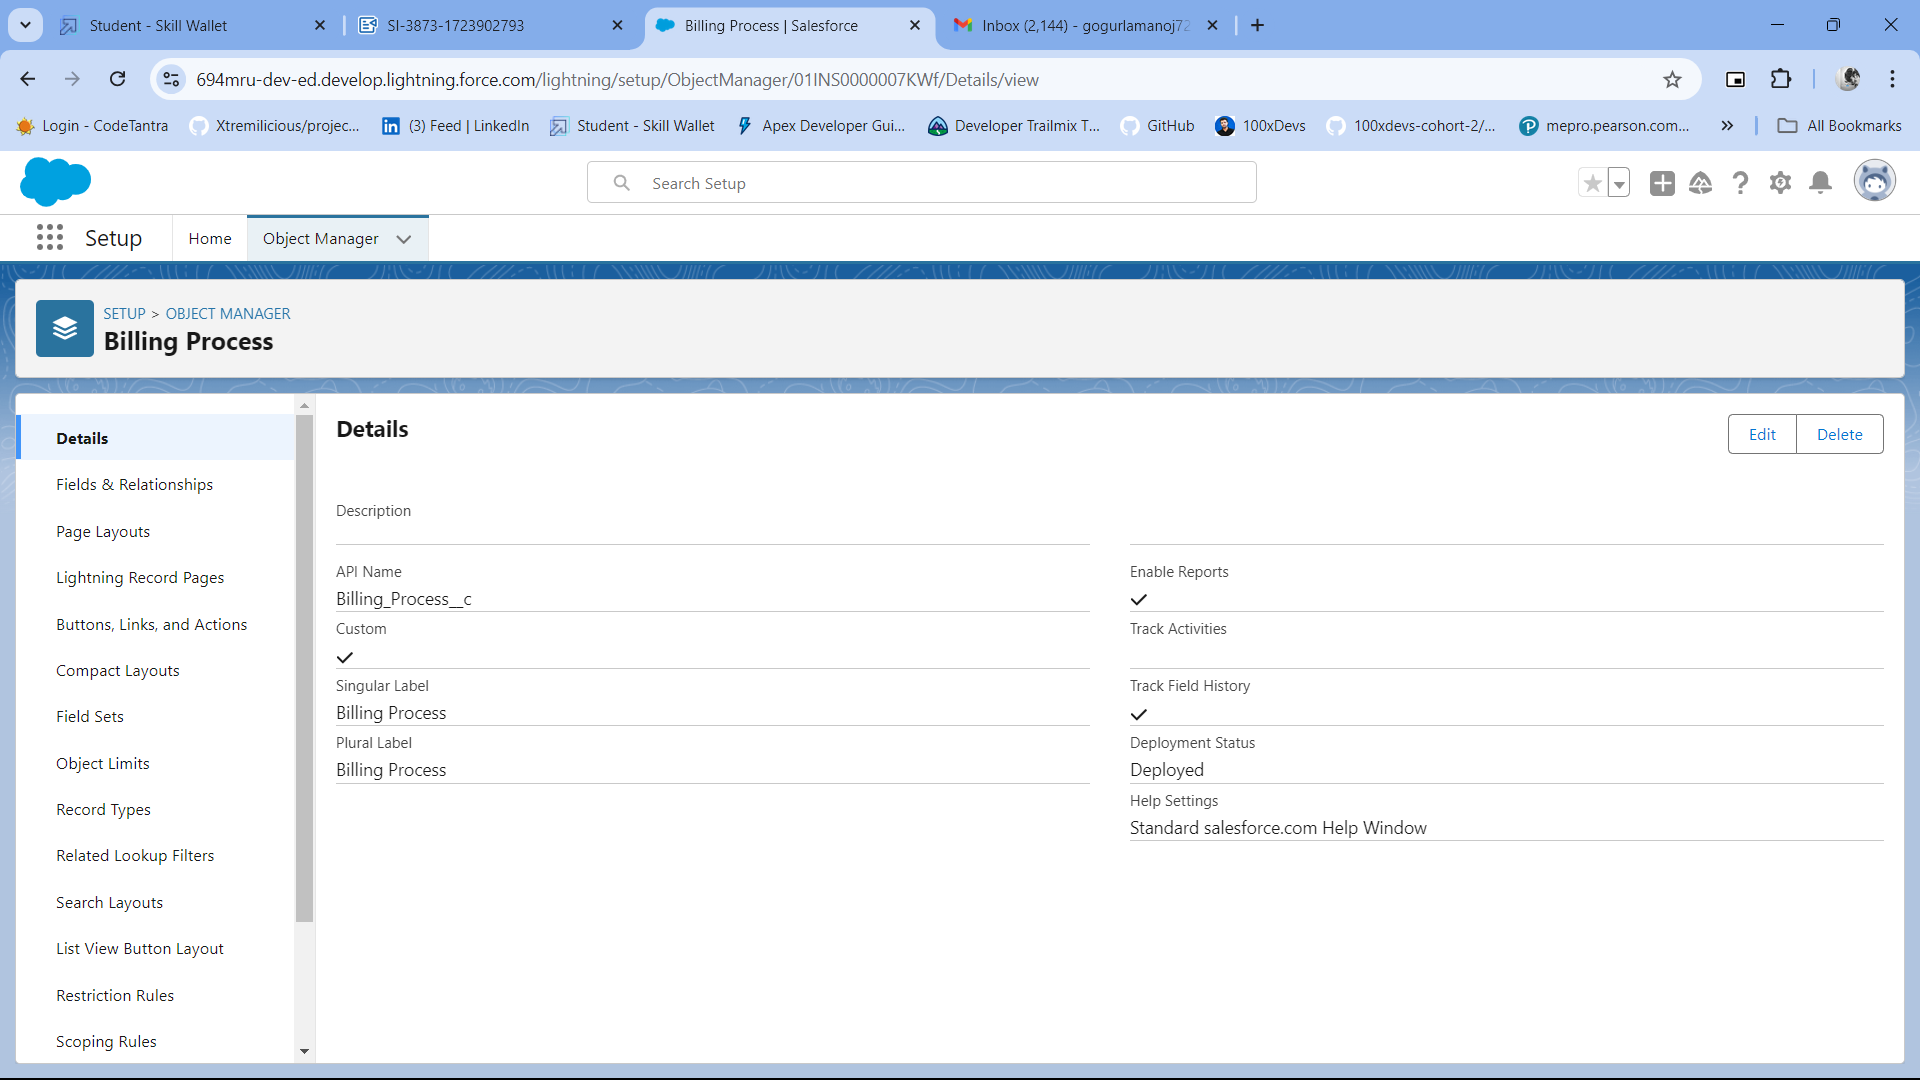 Student - Skill Wallet
SI-3873-1723902793
Billing Process | Salesforce
Inbox (2,144) - gogurlamanoj72
694mru-dev-ed.develop.lightning.force.com/lightning/setup/ObjectManager/01INS0000007KWf/Details/view
Login - CodeTantra
Xtremilicious/projec...
(3) Feed | LinkedIn
Student - Skill Wallet
Apex Developer Gui...
Developer Trailmix T...
GitHub
100xDevs
100xdevs-cohort-2/...
mepro.pearson.com...
All Bookmarks
Search Setup
Setup
Home
Object Manager
SETUP > OBJECT MANAGER
Billing Process
Details
Fields & Relationships
Page Layouts
Lightning Record Pages
Buttons, Links, and Actions
Compact Layouts
Field Sets
Object Limits
Record Types
Related Lookup Filters
Search Layouts
List View Button Layout
Restriction Rules
Scoping Rules
Details
Edit
Delete
Description
API Name
Billing_Process__c
Custom
Singular Label
Billing Process
Plural Label
Billing Process
Enable Reports
Track Activities
Track Field History
Deployment Status
Deployed
Help Settings
Standard salesforce.com Help Window